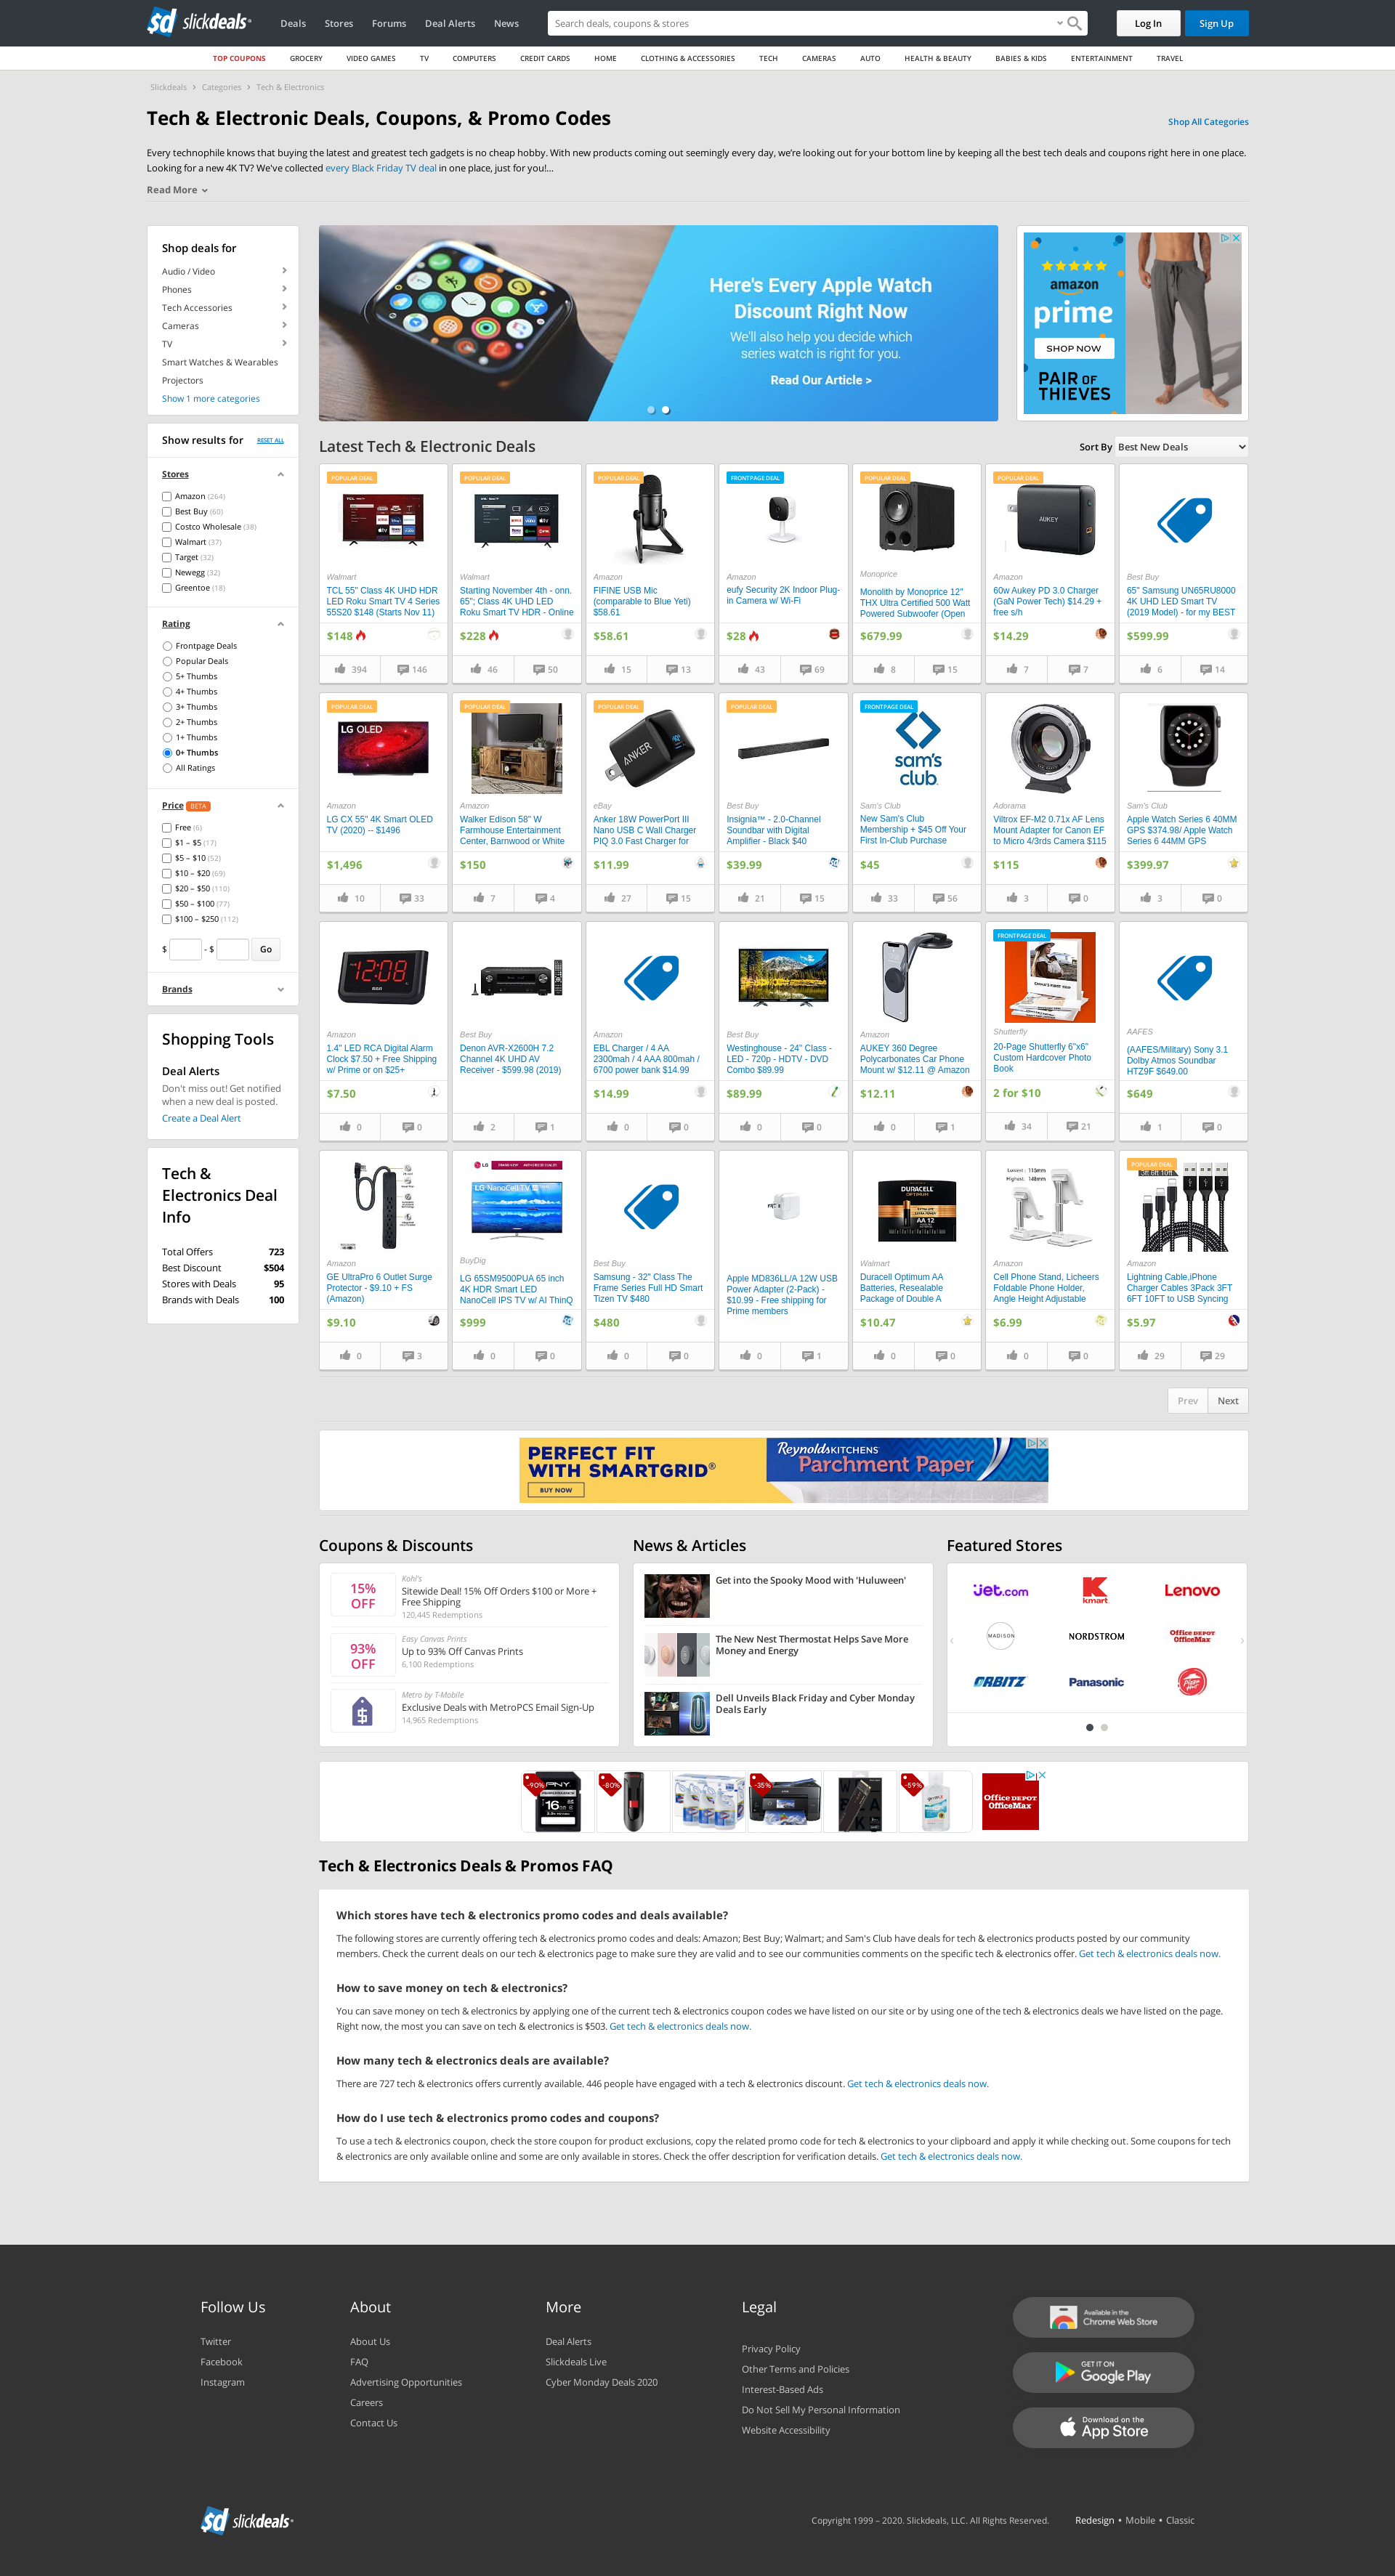 sd slickdeals
Deals Stores Forums Deal Alerts News
Search deals, coupons & stores
Log In
Sign Up
TOP COUPONS GROCERY VIDEO GAMES TV COMPUTERS CREDIT CARDS HOME CLOTHING & ACCESSORIES TECH CAMERAS AUTO HEALTH & BEAUTY BABIES & KIDS ENTERTAINMENT TRAVEL
Slickdeals › Categories › Tech & Electronics
Tech & Electronic Deals, Coupons, & Promo Codes
Shop All Categories
Every technophile knows that buying the latest and greatest tech gadgets is no cheap hobby. With new products coming out seemingly every day, we're looking out for your bottom line by keeping all the best tech deals and coupons right here in one place.
Looking for a new 4K TV? We've collected every Black Friday TV deal in one place, just for you!...
Read More
Shop deals for
Audio / Video
Phones
Tech Accessories
Cameras
TV
Smart Watches & Wearables
Projectors
Show 1 more categories
Show results for
RESET ALL
Stores
Amazon (264)
Best Buy (60)
Costco Wholesale (38)
Walmart (37)
Target (32)
Newegg (32)
Greentoe (18)
Rating
Frontpage Deals
Popular Deals
5+ Thumbs
4+ Thumbs
3+ Thumbs
2+ Thumbs
1+ Thumbs
0+ Thumbs
All Ratings
Price BETA
Free (6)
$1 – $5 (17)
$5 – $10 (52)
$10 – $20 (69)
$20 – $50 (110)
$50 – $100 (77)
$100 – $250 (112)
$ - $ Go
Brands
Shopping Tools
Deal Alerts
Don't miss out! Get notified
when a new deal is posted.
Create a Deal Alert
Tech &
Electronics Deal
Info
Total Offers 723
Best Discount $504
Stores with Deals 95
Brands with Deals 100
Here's Every Apple Watch
Discount Right Now
We'll also help you decide which
series watch is right for you.
Read Our Article >
amazon
prime
SHOP NOW
PAIR OF
THIEVES
Latest Tech & Electronic Deals
Sort By Best New Deals
POPULAR DEAL
Walmart
TCL 55" Class 4K UHD HDR
LED Roku Smart TV 4 Series
55S20 $148 (Starts Nov 11)
$148
394 146
POPULAR DEAL
Walmart
Starting November 4th - onn.
65"; Class 4K UHD LED
Roku Smart TV HDR - Online
$228
46 50
POPULAR DEAL
Amazon
FIFINE USB Mic
(comparable to Blue Yeti)
$58.61
$58.61
15 13
FRONTPAGE DEAL
Amazon
eufy Security 2K Indoor Plug-
in Camera w/ Wi-Fi
$28
43 69
POPULAR DEAL
Monoprice
Monolith by Monoprice 12"
THX Ultra Certified 500 Watt
Powered Subwoofer (Open
$679.99
8 15
POPULAR DEAL
AUKEY
Amazon
60w Aukey PD 3.0 Charger
(GaN Power Tech) $14.29 +
free s/h
$14.29
7 7
Best Buy
65" Samsung UN65RU8000
4K UHD LED Smart TV
(2019 Model) - for my BEST
$599.99
6 14
POPULAR DEAL
LG OLED
Amazon
LG CX 55" 4K Smart OLED
TV (2020) -- $1496
$1,496
10 33
POPULAR DEAL
Amazon
Walker Edison 58" W
Farmhouse Entertainment
Center, Barnwood or White
$150
7 4
POPULAR DEAL
ANKER
eBay
Anker 18W PowerPort III
Nano USB C Wall Charger
PIQ 3.0 Fast Charger for
$11.99
27 15
POPULAR DEAL
Best Buy
Insignia™ - 2.0-Channel
Soundbar with Digital
Amplifier - Black $40
$39.99
21 15
FRONTPAGE DEAL
sam's
club
Sam's Club
New Sam's Club
Membership + $45 Off Your
First In-Club Purchase
$45
33 56
Adorama
Viltrox EF-M2 0.71x AF Lens
Mount Adapter for Canon EF
to Micro 4/3rds Camera $115
$115
3 0
Sam's Club
Apple Watch Series 6 40MM
GPS $374.98/ Apple Watch
Series 6 44MM GPS
$399.97
3 0
12:08
RCA
Amazon
1.4" LED RCA Digital Alarm
Clock $7.50 + Free Shipping
w/ Prime or on $25+
$7.50
0 0
Best Buy
Denon AVR-X2600H 7.2
Channel 4K UHD AV
Receiver - $599.98 (2019)
2 1
Amazon
EBL Charger / 4 AA
2300mah / 4 AAA 800mah /
6700 power bank $14.99
$14.99
0 0
Best Buy
Westinghouse - 24" Class -
LED - 720p - HDTV - DVD
Combo $89.99
$89.99
0 0
Amazon
AUKEY 360 Degree
Polycarbonates Car Phone
Mount w/ $12.11 @ Amazon
$12.11
0 1
FRONTPAGE DEAL
Shutterfly
20-Page Shutterfly 6"x6"
Custom Hardcover Photo
Book
2 for $10
34 21
AAFES
(AAFES/Military) Sony 3.1
Dolby Atmos Soundbar
HTZ9F $649.00
$649
1 0
Amazon
GE UltraPro 6 Outlet Surge
Protector - $9.10 + FS
(Amazon)
$9.10
0 3
LG
LG NanoCell TV
BuyDig
LG 65SM9500PUA 65 inch
4K HDR Smart LED
NanoCell IPS TV w/ AI ThinQ
$999
0 0
Best Buy
Samsung - 32" Class The
Frame Series Full HD Smart
Tizen TV $480
$480
0 0
Apple MD836LL/A 12W USB
Power Adapter (2-Pack) -
$10.99 - Free shipping for
Prime members
0 1
DURACELL
OPTIMUM
AA 12
Walmart
Duracell Optimum AA
Batteries, Resealable
Package of Double A
$10.47
0 0
Lowest: 115mm
Highest: 148mm
Amazon
Cell Phone Stand, Licheers
Foldable Phone Holder,
Angle Height Adjustable
$6.99
0 0
POPULAR DEAL
Amazon
Lightning Cable,iPhone
Charger Cables 3Pack 3FT
6FT 10FT to USB Syncing
$5.97
29 29
Prev Next
PERFECT FIT
WITH SMARTGRID®
BUY NOW
Reynolds KITCHENS
Parchment Paper
Coupons & Discounts
15%
OFF
Kohl's
Sitewide Deal! 15% Off Orders $100 or More +
Free Shipping
120,445 Redemptions
93%
OFF
Easy Canvas Prints
Up to 93% Off Canvas Prints
6,100 Redemptions
Metro by T-Mobile
Exclusive Deals with MetroPCS Email Sign-Up
14,965 Redemptions
News & Articles
Get into the Spooky Mood with 'Huluween'
The New Nest Thermostat Helps Save More
Money and Energy
Dell Unveils Black Friday and Cyber Monday
Deals Early
Featured Stores
jet.com
kmart
Lenovo
MADISON
NORDSTROM
Office DEPOT
OfficeMax
ORBITZ
Panasonic
Pizza Hut
-90%
PNY
16
-80%
-35%
-59%
Office DEPOT
OfficeMax
Tech & Electronics Deals & Promos FAQ
Which stores have tech & electronics promo codes and deals available?
The following stores are currently offering tech & electronics promo codes and deals: Amazon; Best Buy; Walmart; and Sam's Club have deals for tech & electronics products posted by our community
members. Check the current deals on our tech & electronics page to make sure they are valid and to see our communities comments on the specific tech & electronics offer. Get tech & electronics deals now.
How to save money on tech & electronics?
You can save money on tech & electronics by applying one of the current tech & electronics coupon codes we have listed on our site or by using one of the tech & electronics deals we have listed on the page.
Right now, the most you can save on tech & electronics is $503. Get tech & electronics deals now.
How many tech & electronics deals are available?
There are 727 tech & electronics offers currently available. 446 people have engaged with a tech & electronics discount. Get tech & electronics deals now.
How do I use tech & electronics promo codes and coupons?
To use a tech & electronics coupon, check the store coupon for product exclusions, copy the related promo code for tech & electronics to your clipboard and apply it while checking out. Some coupons for tech
& electronics are only available online and some are only available in stores. Check the offer description for verification details. Get tech & electronics deals now.
Follow Us
Twitter
Facebook
Instagram
About
About Us
FAQ
Advertising Opportunities
Careers
Contact Us
More
Deal Alerts
Slickdeals Live
Cyber Monday Deals 2020
Legal
Privacy Policy
Other Terms and Policies
Interest-Based Ads
Do Not Sell My Personal Information
Website Accessibility
Available in the
Chrome Web Store
GET IT ON
Google Play
Download on the
App Store
sd slickdeals
Copyright 1999 – 2020. Slickdeals, LLC. All Rights Reserved.
Redesign • Mobile • Classic